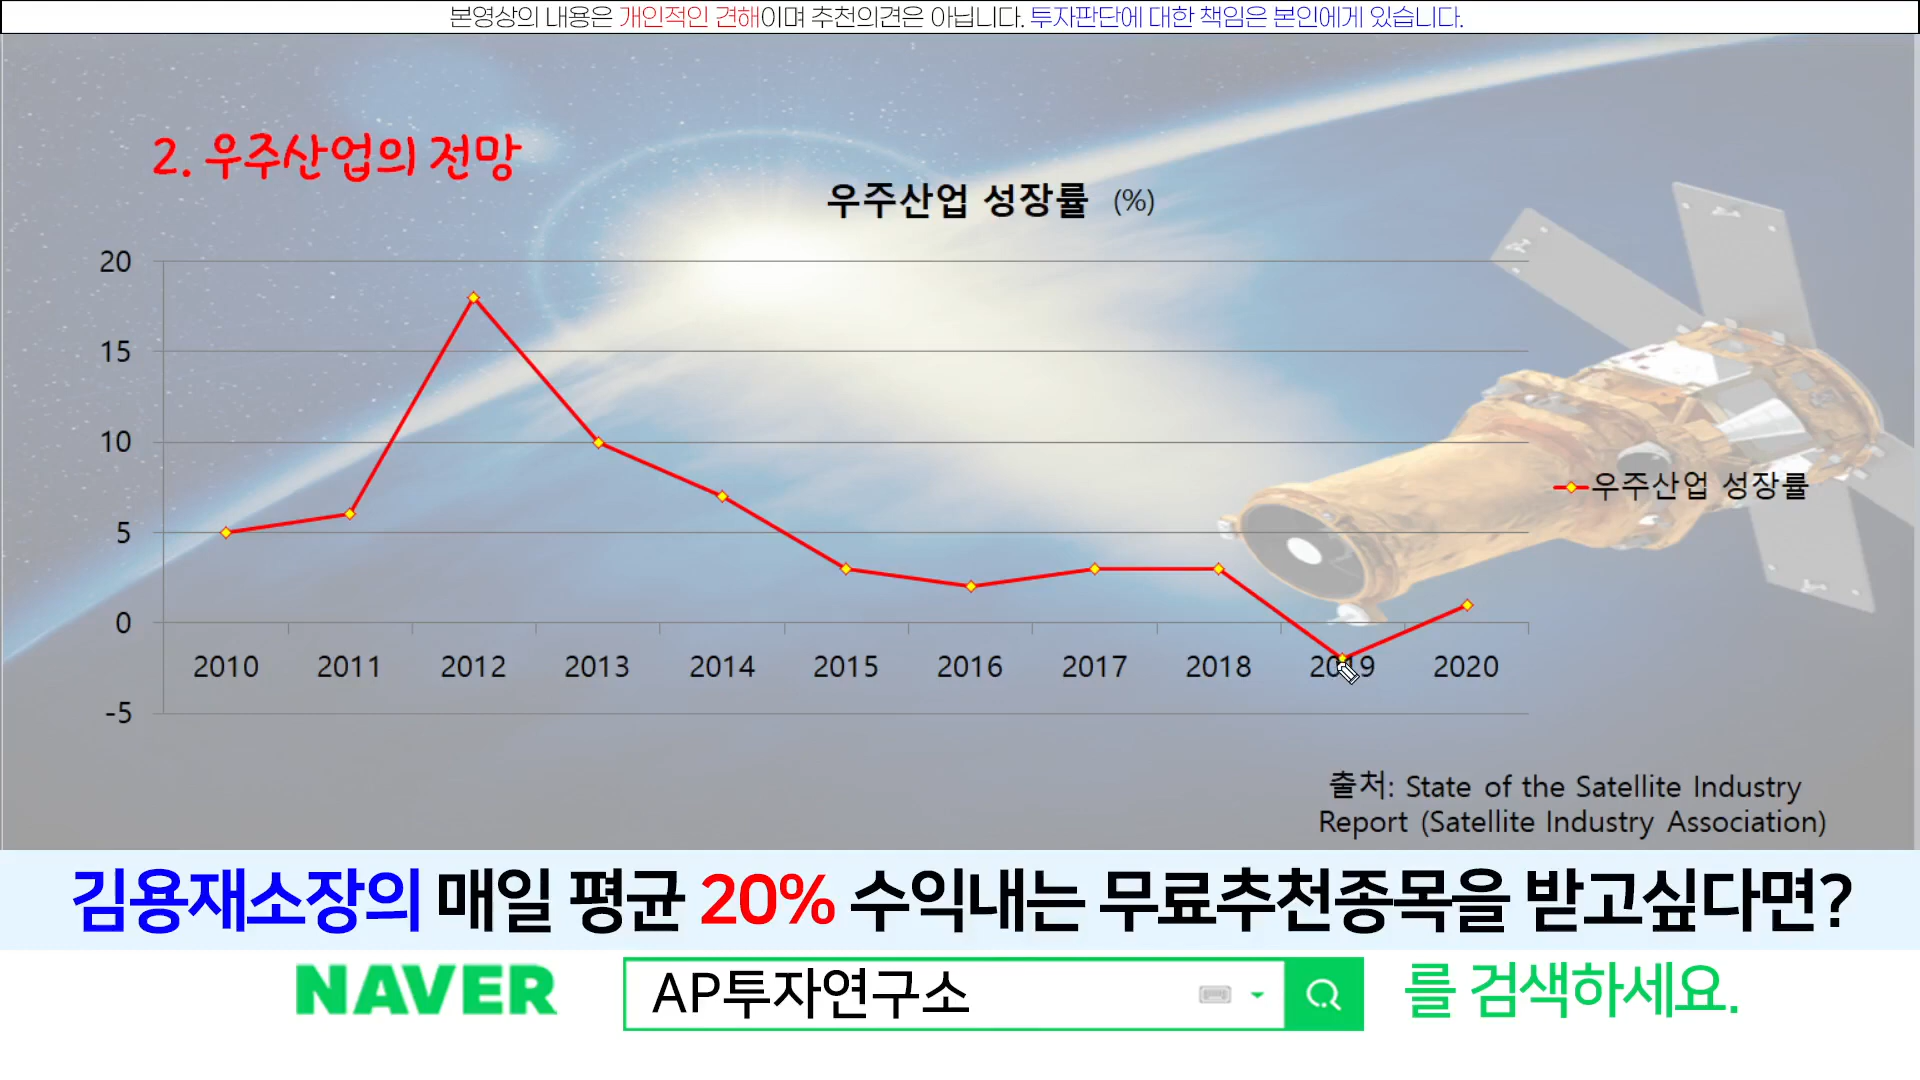 본영상의 내용은 개인적인 견해이며 추천의견은 아닙니다. 투자판단에 대한 책임은 본인에게 있습니다.
2. 우주산업의 전망
우주산업 성장률 (%)
20
15
10
5
0
-5
2010 2011 2012 2013 2014 2015 2016 2017 2018 2019 2020
우주산업 성장률
출처: State of the Satellite Industry
Report (Satellite Industry Association)
김용재소장의 매일 평균 20% 수익내는 무료추천종목을 받고싶다면?
NAVER AP투자연구소 를 검색하세요.